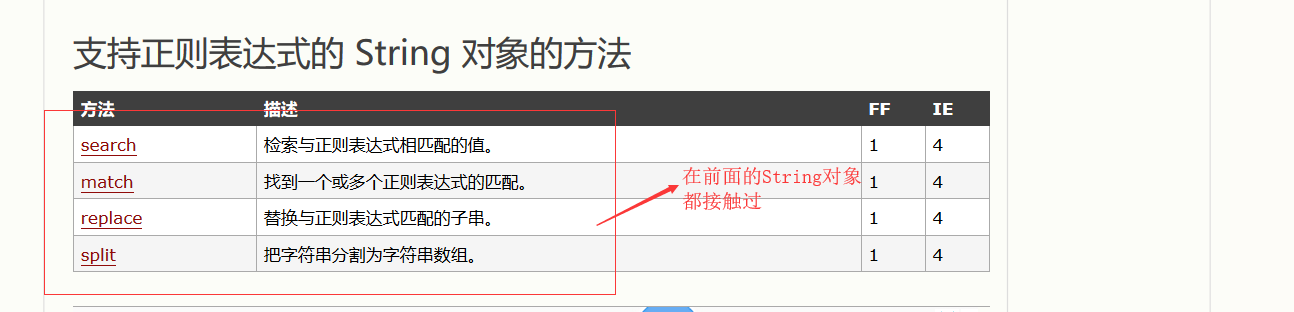 支持正则表达式的 String 对象的方法
方法 描述 FF IE
search 检索与正则表达式相匹配的值。 1 4
match 找到一个或多个正则表达式的匹配。 1 4
replace 替换与正则表达式匹配的子串。 1 4
split 把字符串分割为字符串数组。 1 4
在前面的String对象
都接触过